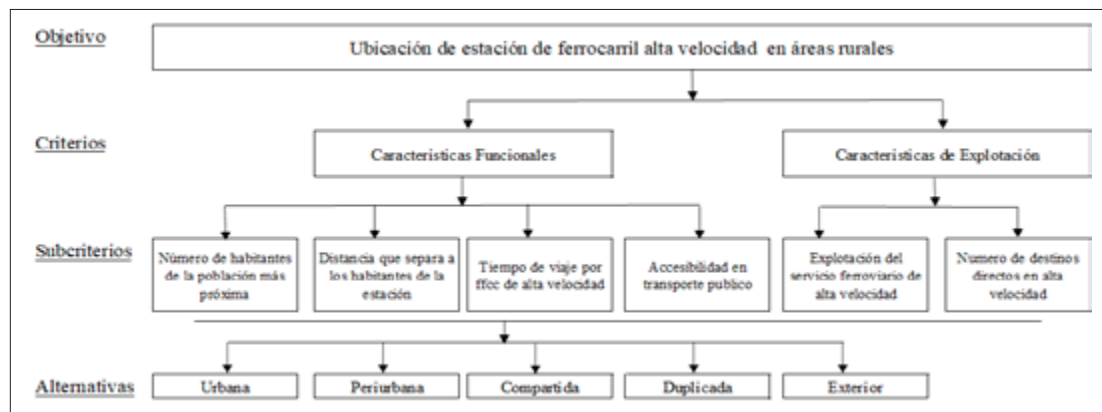 Objetivo
Ubicación de estación de ferrocarril alta velocidad en áreas rurales
Criterios
Caracteristicas Funcionales
Características de Explotación
Subcriterios
Número de habitantes
de la población más
próxima
Distancia que separa a
los habitantes de la
estación
Tiempo de viaje por
ffcc de alta velocidad
Accesibilidad en
transporte publico
Explotación del
servicio ferroviario de
alta velocidad
Numero de destinos
directos en alta
velocidad
Alternativas
Urbana
Periurbana
Compartida
Duplicada
Exterior